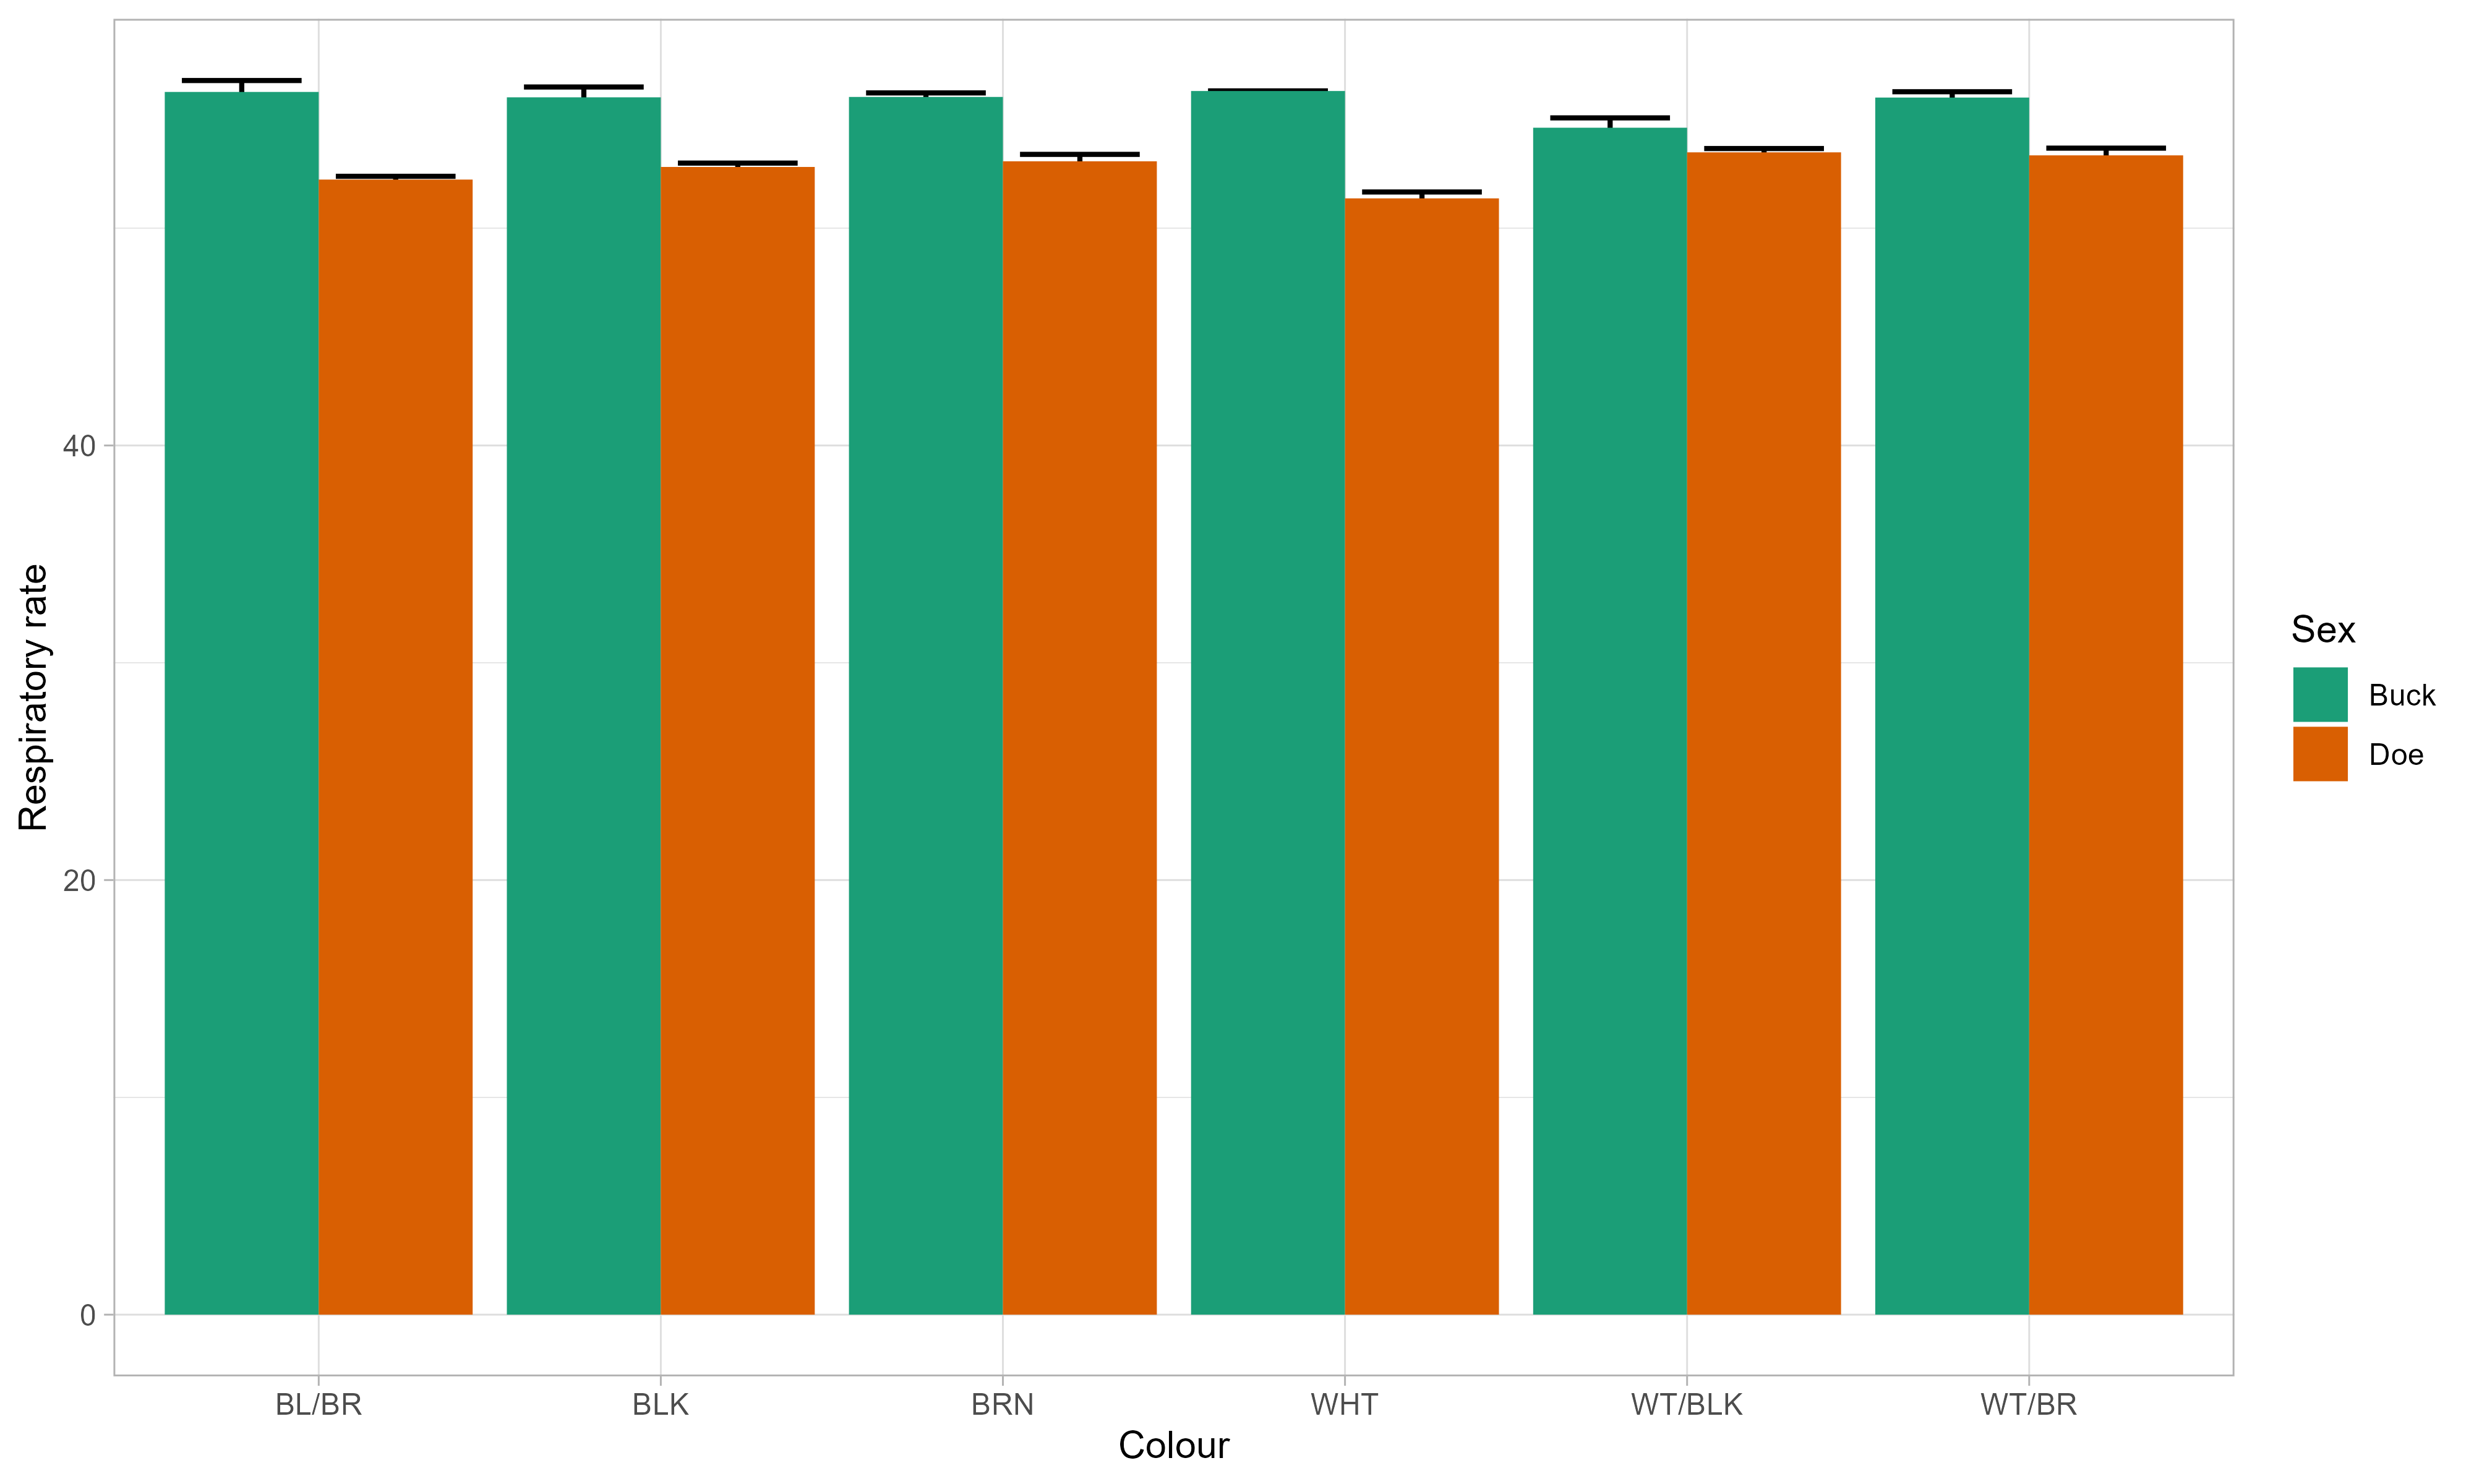 Respiratory rate
40
20
0
BL/BR BLK BRN WHT WT/BLK WT/BR
Colour
Sex
Buck
Doe